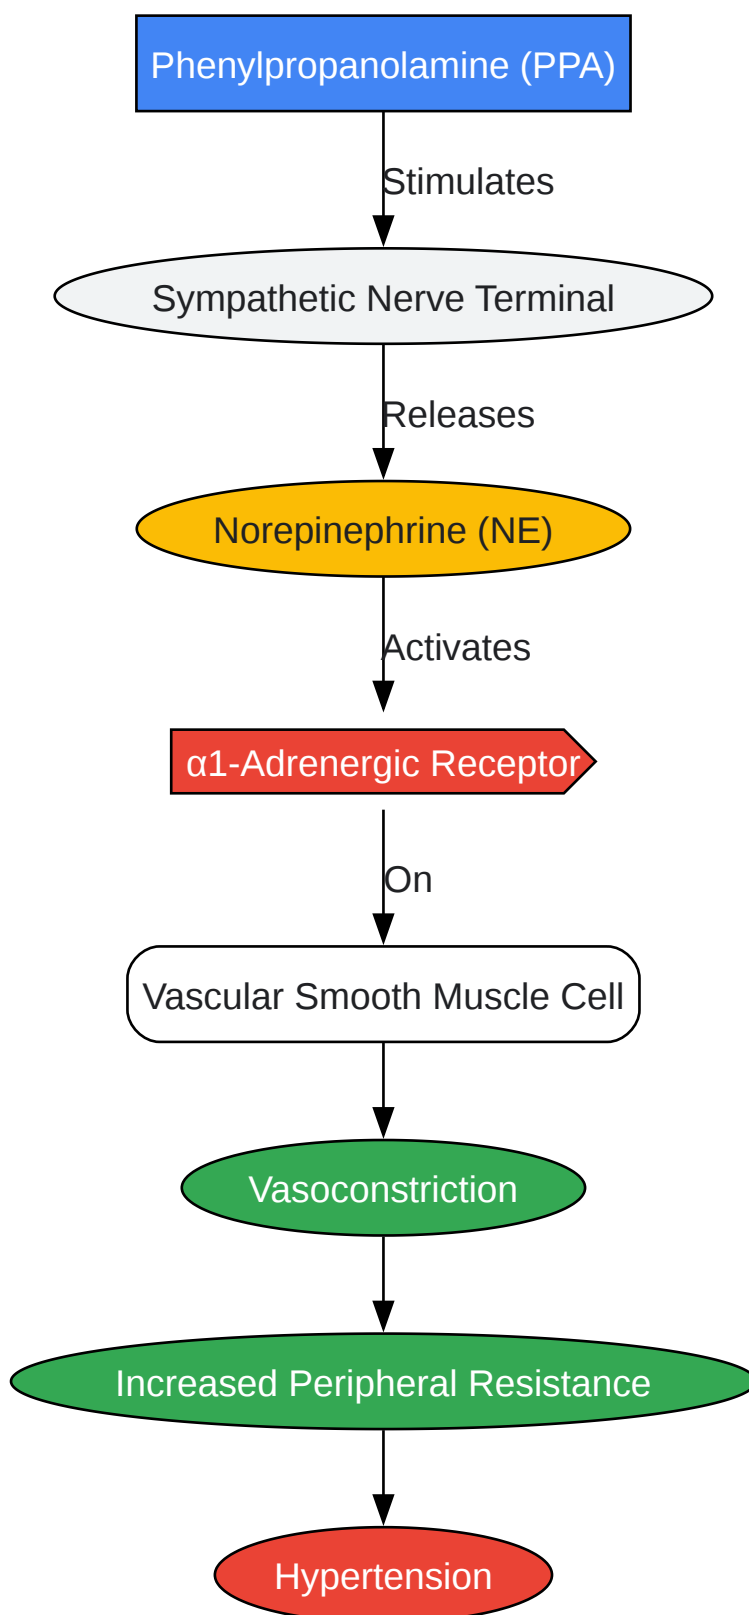 Phenylpropanolamine (PPA)
Stimulates
Sympathetic Nerve Terminal
Releases
Norepinephrine (NE)
Activates
α1-Adrenergic Receptor
On
Vascular Smooth Muscle Cell
Vasoconstriction
Increased Peripheral Resistance
Hypertension